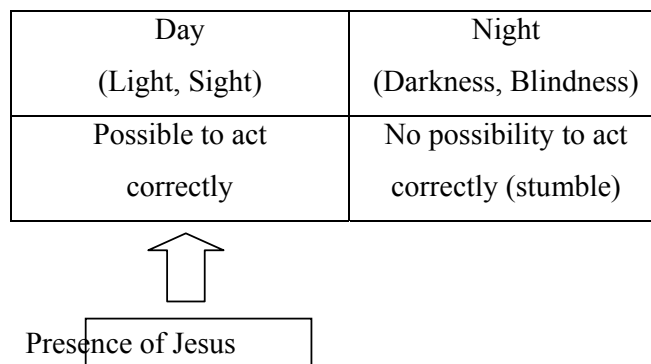 Day
(Light, Sight)
Night
(Darkness, Blindness)
Possible to act
correctly
No possibility to act
correctly (stumble)
Presence of Jesus